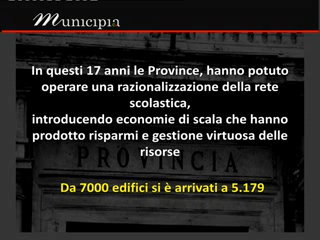 Municipia
In questi 17 anni le Province, hanno potuto
operare una razionalizzazione della rete
scolastica,
introducendo economie di scala che hanno
prodotto risparmi e gestione virtuosa delle
risorse
PROVINCIA
Da 7000 edifici si è arrivati a 5.179